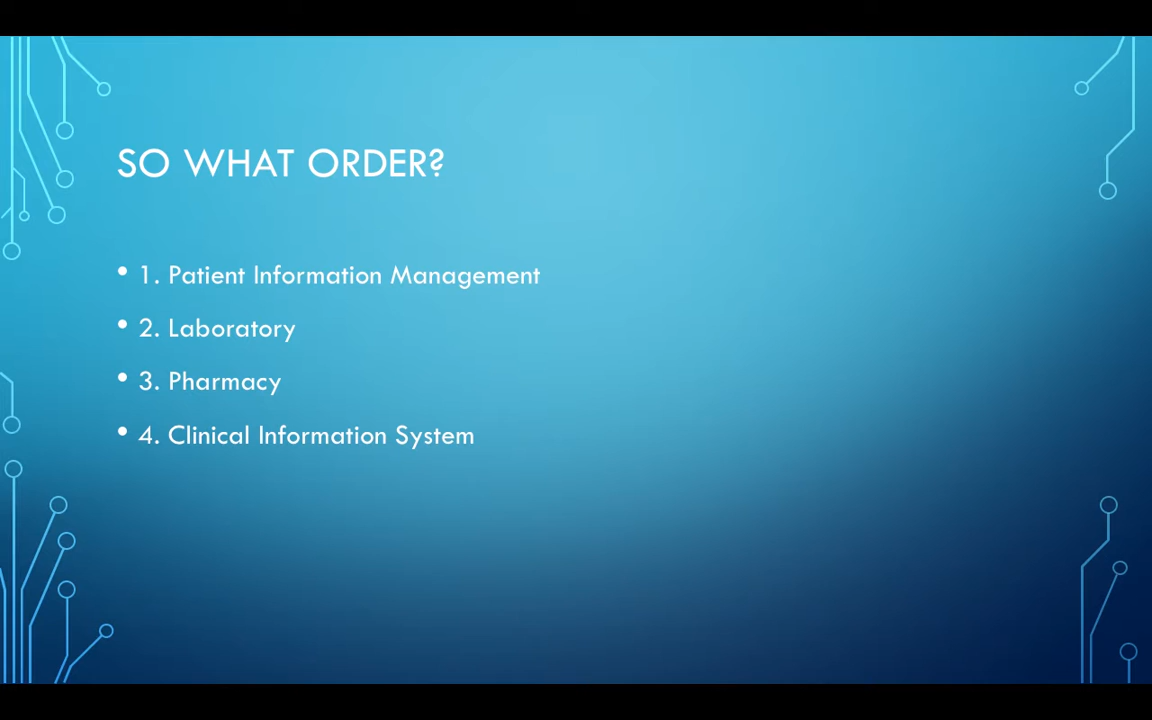 SO WHAT ORDER?
• 1. Patient Information Management
• 2. Laboratory
• 3. Pharmacy
• 4. Clinical Information System